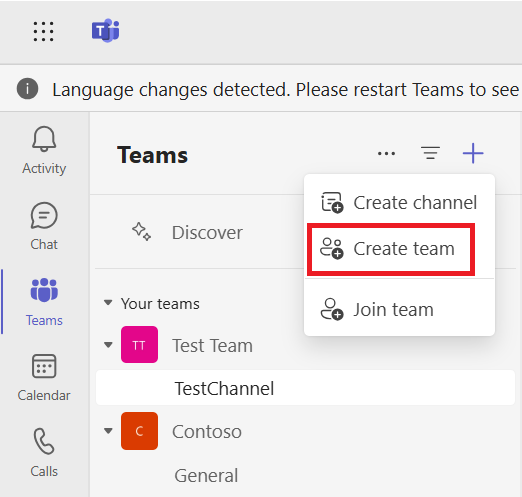 Language changes detected. Please restart Teams to see
Activity
Chat
Teams
Calendar
Calls
Teams
Discover
Create channel
Create team
Join team
Your teams
TT Test Team
TestChannel
C Contoso
General